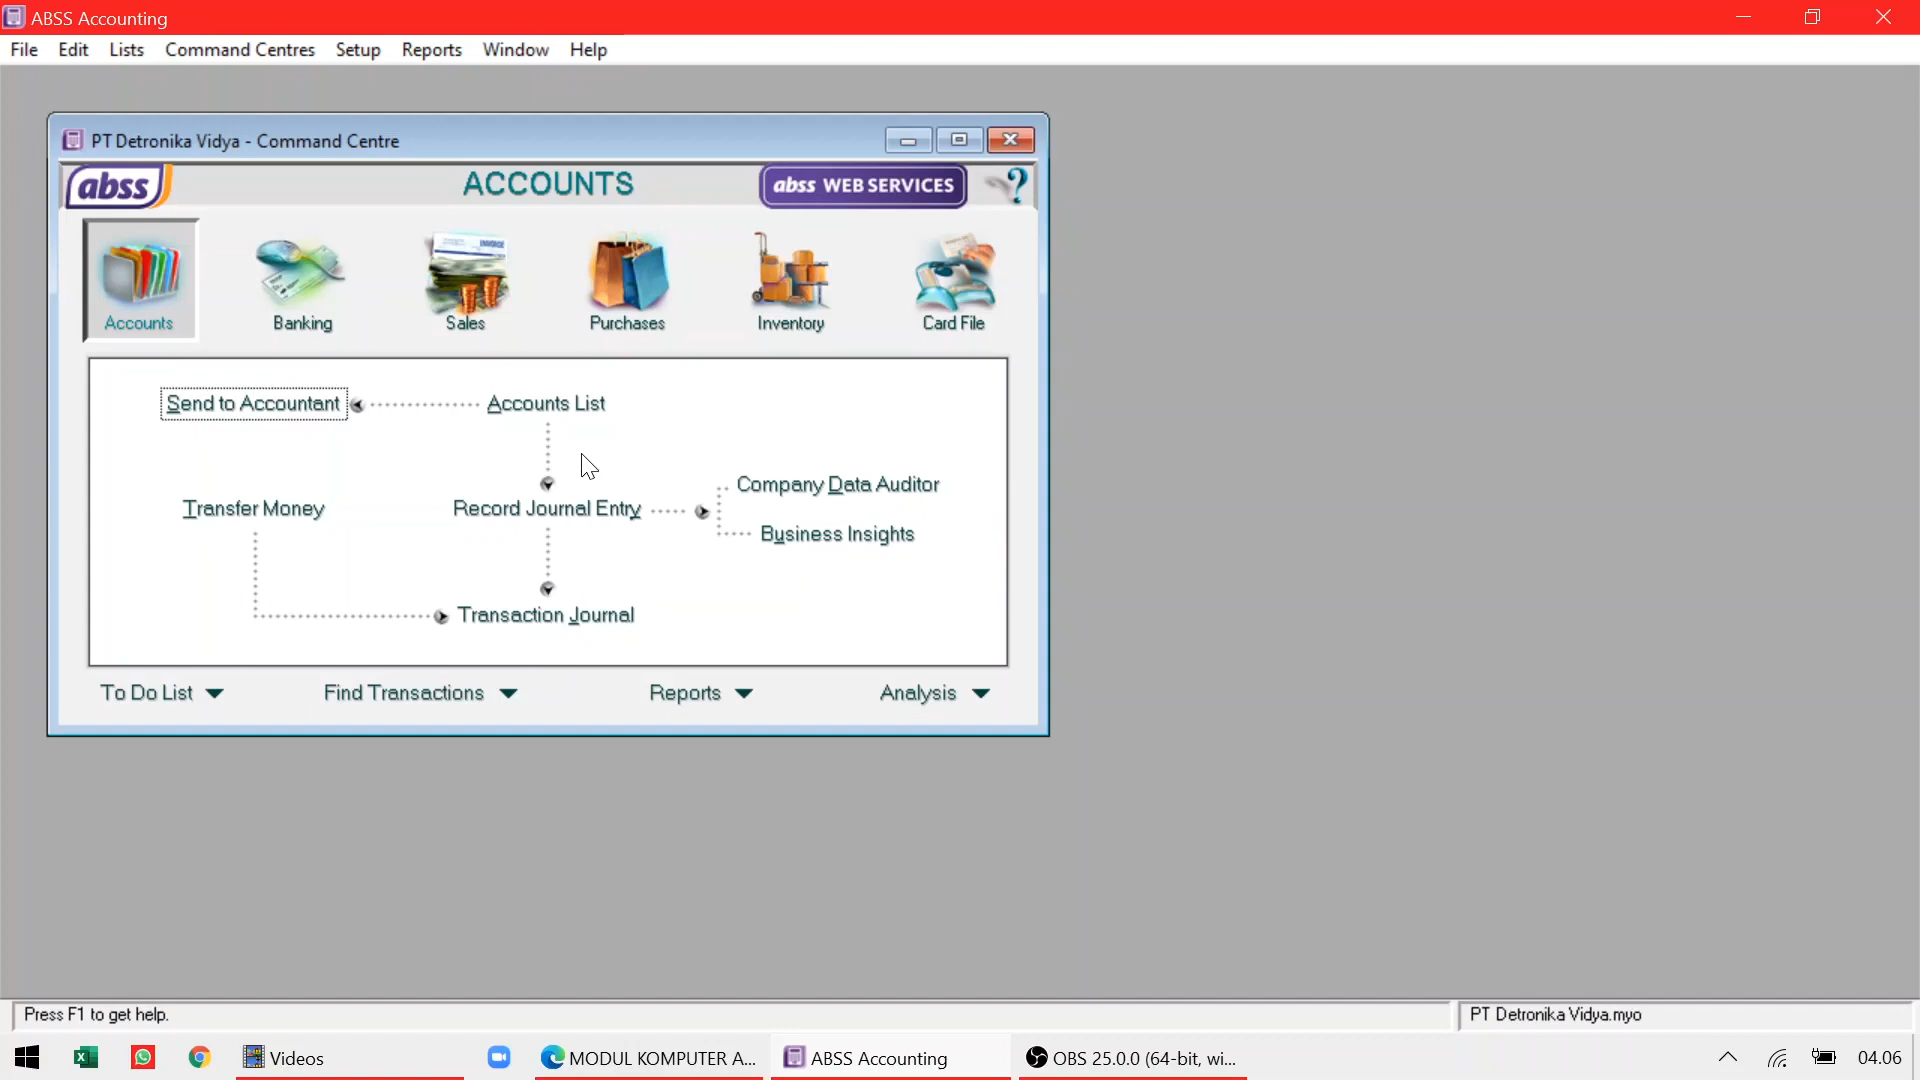 ABSS Accounting
File Edit Lists Command Centres Setup Reports Window Help
PT Detronika Vidya - Command Centre
abss ACCOUNTS abss WEB SERVICES ?
INVOICE
Accounts Banking Sales Purchases Inventory Card File
Send to Accountant Accounts List
Company Data Auditor
Transfer Money Record Journal Entry
Business Insights
Transaction Journal
To Do List Find Transactions Reports Analysis
Press F1 to get help. PT Detronika Vidya.myo
Videos MODUL KOMPUTER A... ABSS Accounting OBS 25.0.0 (64-bit, wi... 04.06